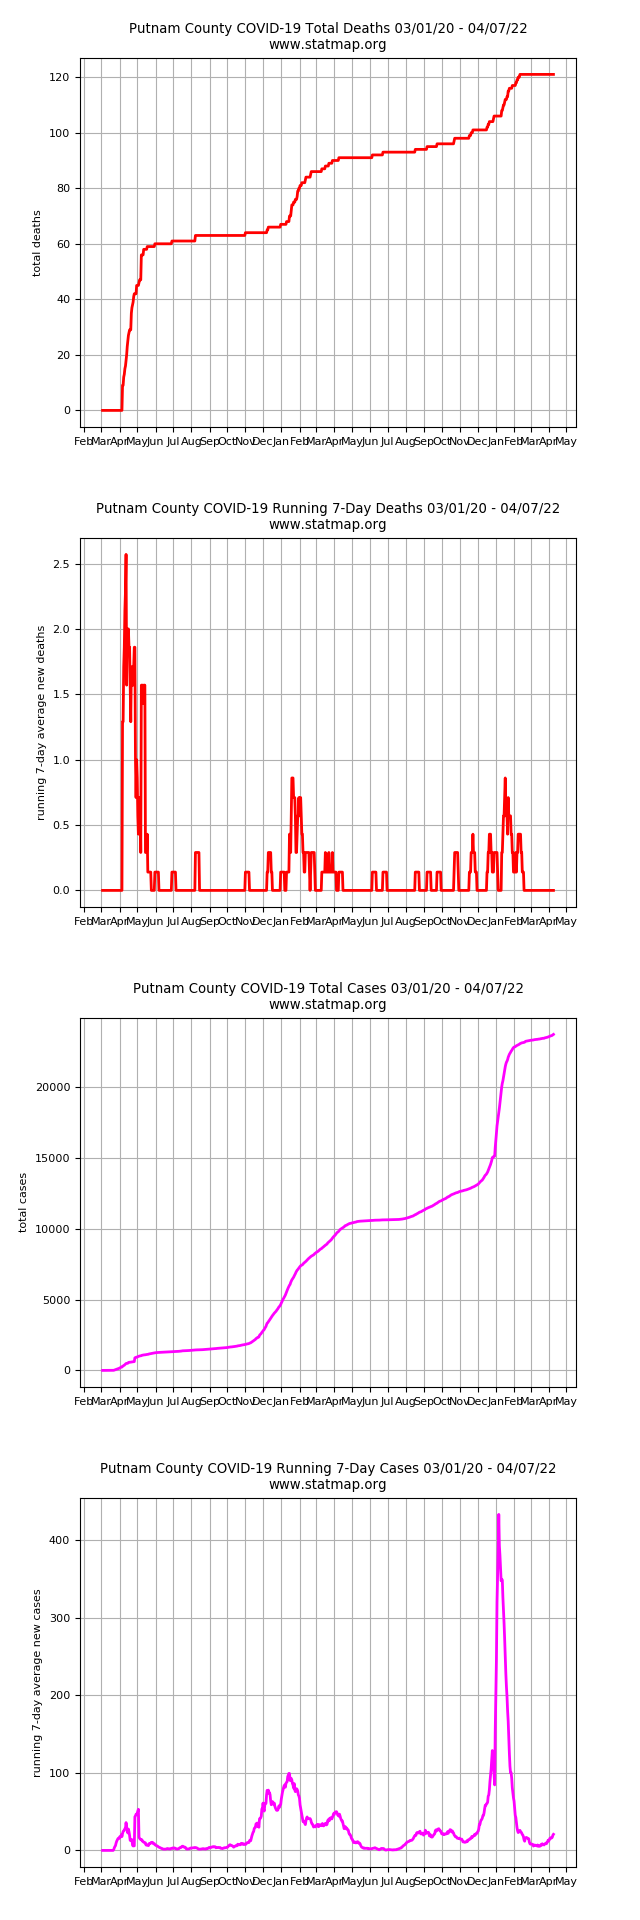 Putnam County COVID-19 Total Deaths 03/01/20 - 04/07/22
www.statmap.org
120
100
80
60
40
20
0
total deaths
Feb Mar Apr May Jun Jul Aug Sep Oct Nov Dec Jan Feb Mar Apr May Jun Jul Aug Sep Oct Nov Dec Jan Feb Mar Apr May
Putnam County COVID-19 Running 7-Day Deaths 03/01/20 - 04/07/22
www.statmap.org
2.5
2.0
1.5
1.0
0.5
0.0
running 7-day average new deaths
Feb Mar Apr May Jun Jul Aug Sep Oct Nov Dec Jan Feb Mar Apr May Jun Jul Aug Sep Oct Nov Dec Jan Feb Mar Apr May
Putnam County COVID-19 Total Cases 03/01/20 - 04/07/22
www.statmap.org
20000
15000
10000
5000
0
total cases
Feb Mar Apr May Jun Jul Aug Sep Oct Nov Dec Jan Feb Mar Apr May Jun Jul Aug Sep Oct Nov Dec Jan Feb Mar Apr May
Putnam County COVID-19 Running 7-Day Cases 03/01/20 - 04/07/22
www.statmap.org
400
300
200
100
0
running 7-day average new cases
Feb Mar Apr May Jun Jul Aug Sep Oct Nov Dec Jan Feb Mar Apr May Jun Jul Aug Sep Oct Nov Dec Jan Feb Mar Apr May